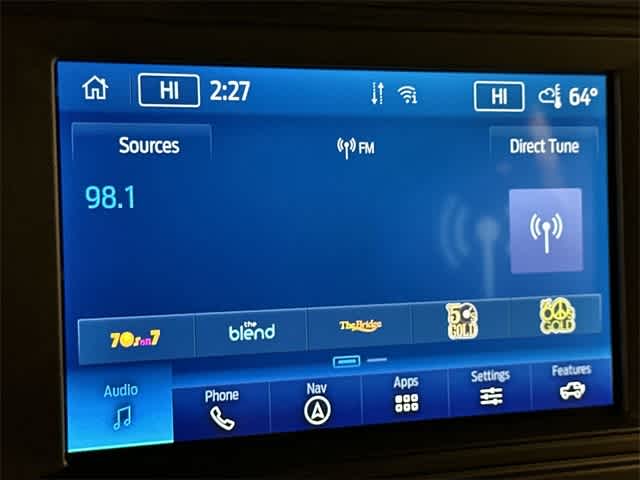 HI 2:27 HI 64°
Sources FM Direct Tune
98.1
70s on 7 the blend The Bridge 50s GOLD 60s GOLD
Audio Phone Nav Apps Settings Features